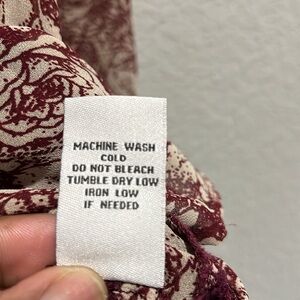 MACHINE WASH
COLD
DO NOT BLEACH
TUMBLE DRY LOW
IRON LOW
IF NEEDED